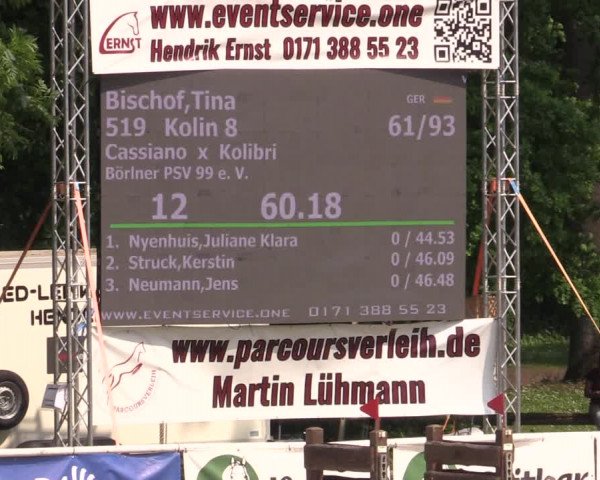 www.eventservice.one
ERNST
Hendrik Ernst 0171 388 55 23
Bischof,Tina
GER
519 Kolin 8
61/93
Cassiano x Kolibri
Börlner PSV 99 e. V.
12 60.18
1. Nyenhuis,Juliane Klara 0 / 44.53
2. Struck,Kerstin 0 / 46.09
3. Neumann,Jens 0 / 46.48
WWW.EVENTSERVICE.ONE 0171 388 55 23
www.parcoursverleih.de
PARCOURSVERLEIH
Martin Lühmann